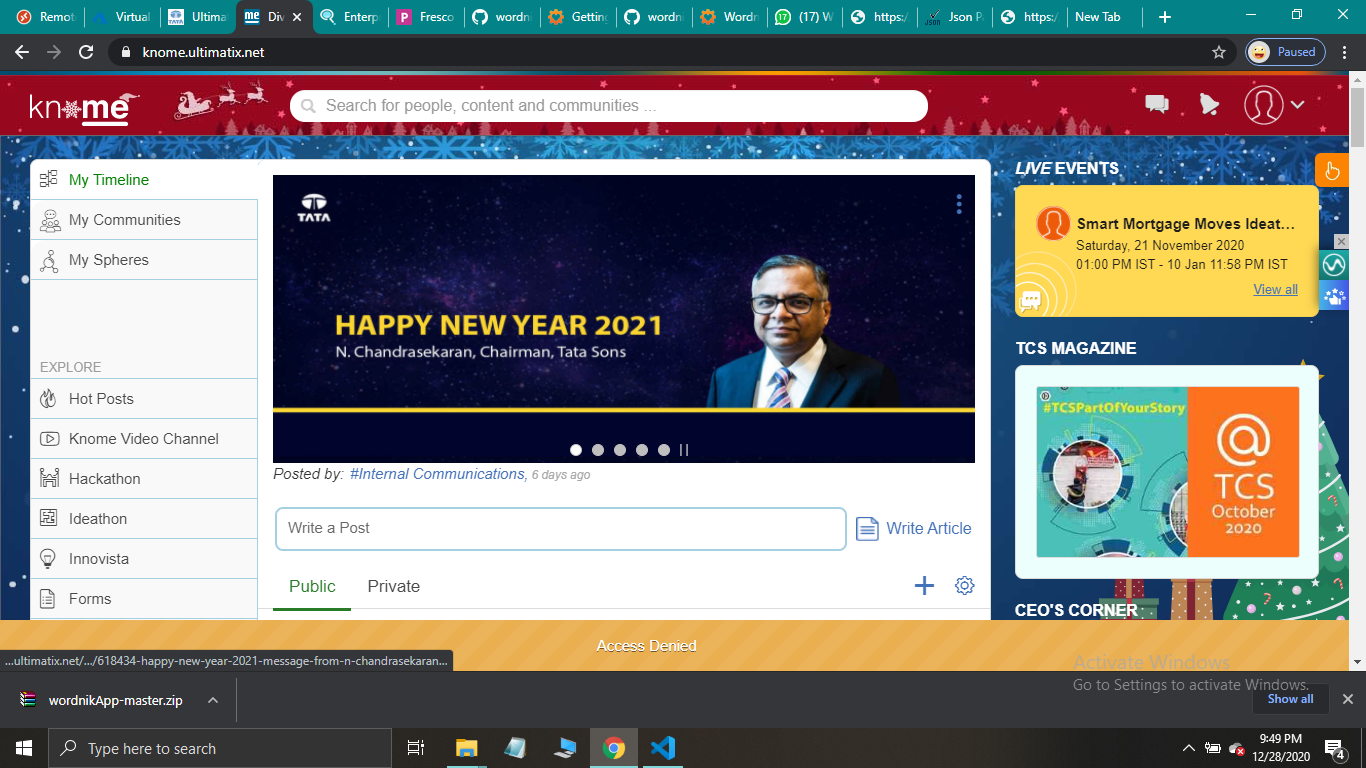 Remot
Virtual
Ultima
Div
Enterp
Fresco
wordni
Getting
wordni
Wordn
(17) W
https:/
Json Pa
https:/
New Tab
knome.ultimatix.net
Paused
knome
Search for people, content and communities ...
My Timeline
My Communities
My Spheres
EXPLORE
Hot Posts
Knome Video Channel
Hackathon
Ideathon
Innovista
Forms
TATA
HAPPY NEW YEAR 2021
N. Chandrasekaran, Chairman, Tata Sons
Posted by: #Internal Communications, 6 days ago
Write a Post
Write Article
Public
Private
LIVE EVENTS
Smart Mortgage Moves Ideat...
Saturday, 21 November 2020
01:00 PM IST - 10 Jan 11:58 PM IST
View all
TCS MAGAZINE
#TCSPartOfYourStory
@
TCS
October
2020
CEO'S CORNER
Access Denied
...ultimatix.net/.../618434-happy-new-year-2021-message-from-n-chandrasekaran...
Activate Windows
Go to Settings to activate Windows.
wordnikApp-master.zip
Show all
Type here to search
9:49 PM
12/28/2020
4